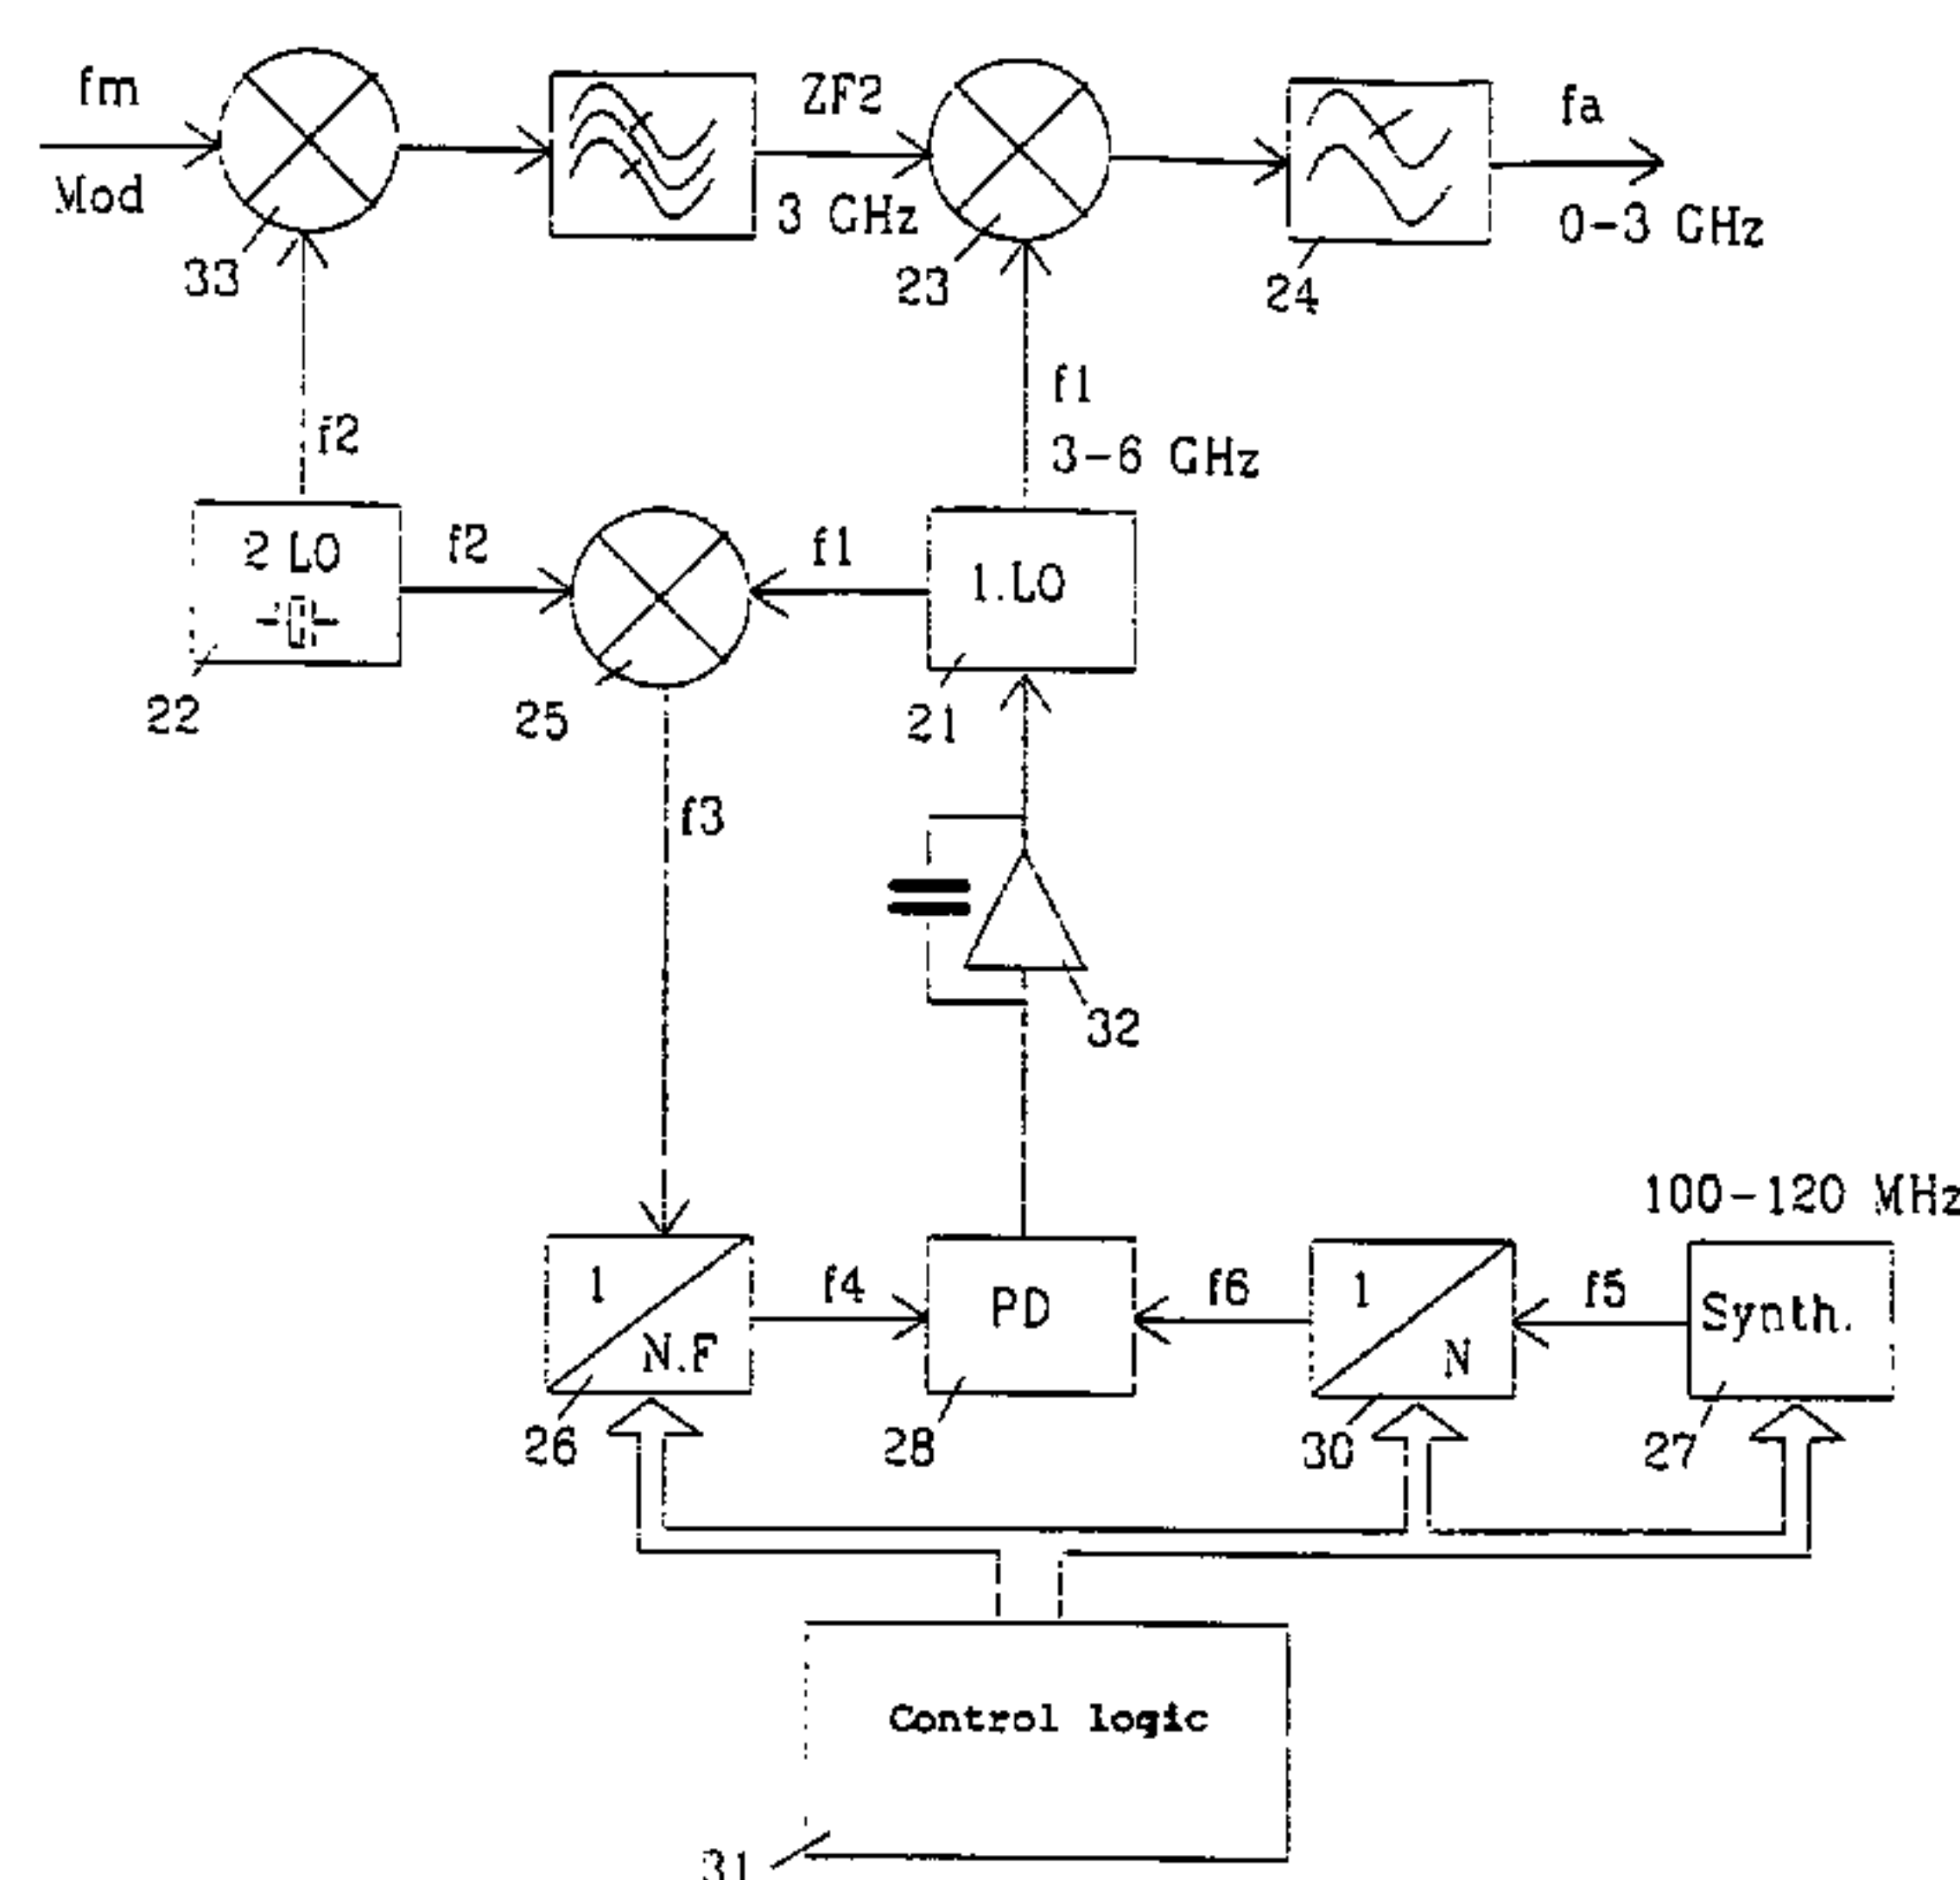 fm
Mod
33
ZF2
3 GHz
23
24
fa
0-3 GHz
f2
f1
3-6 GHz
2 LO
22
f2
25
f1
1.LO
21
f3
32
100-120 MHz
1
N.F
26
f4
PD
28
f6
1
N
30
f5
Synth.
27
Control logic
31